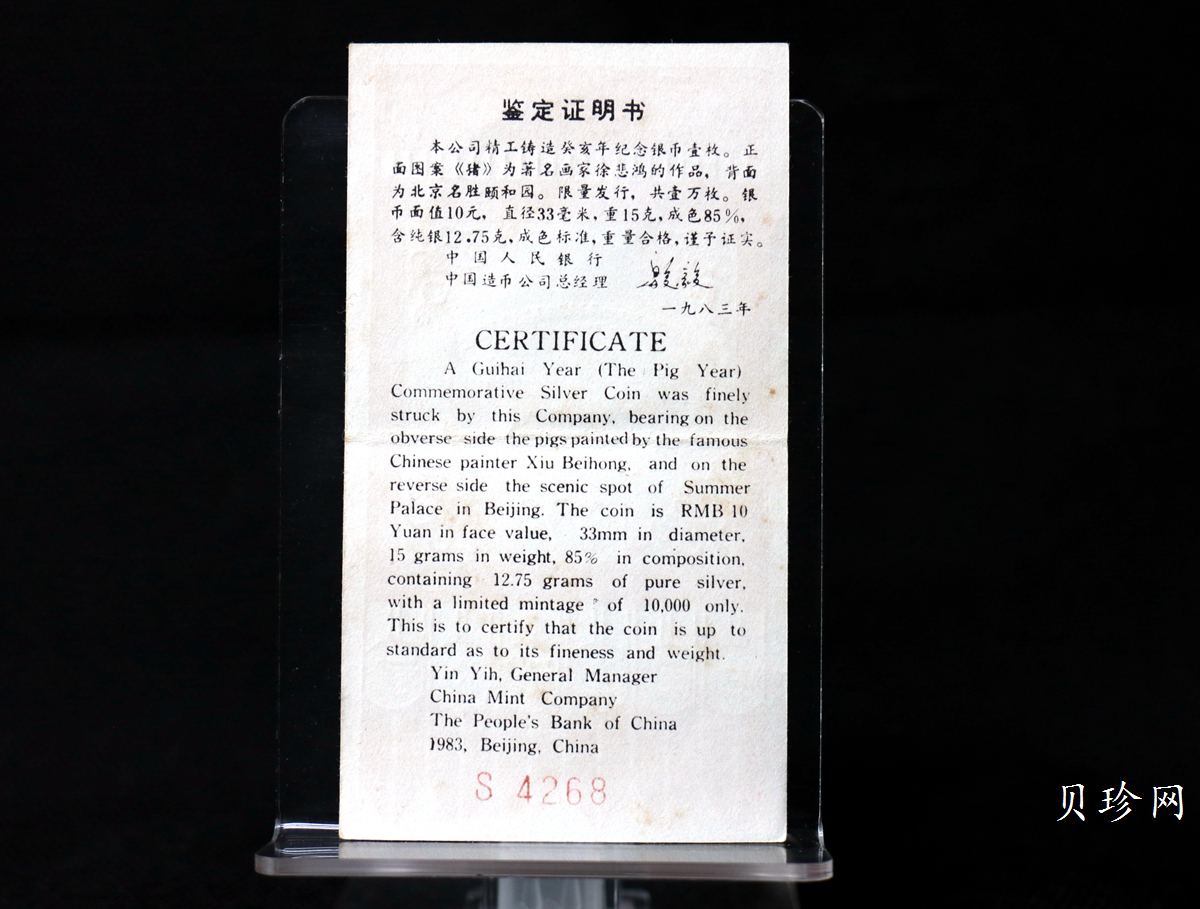 鉴定证明书
本公司精工铸造癸亥年纪念银币壹枚。正
面图案《猪》为著名画家徐悲鸿的作品，背面
为北京名胜颐和园。限量发行，共壹万枚。银
币面值10元，直径33毫米，重15克，成色85%，
含纯银12.75克，成色标准，重量合格，谨予证实。
中国人民银行
中国造币公司总经理
一九八三年
CERTIFICATE
A Guihai Year (The Pig Year)
Commemorative Silver Coin was finely
struck by this Company, bearing on the
obverse side the pigs painted by the famous
Chinese painter Xiu Beihong, and on the
reverse side the scenic spot of Summer
Palace in Beijing. The coin is RMB 10
Yuan in face value, 33mm in diameter,
15 grams in weight, 85% in composition,
containing 12.75 grams of pure silver,
with a limited mintage of 10,000 only.
This is to certify that the coin is up to
standard as to its fineness and weight.
Yin Yih, General Manager
China Mint Company
The People's Bank of China
1983, Beijing, China
S 4268
贝珍网